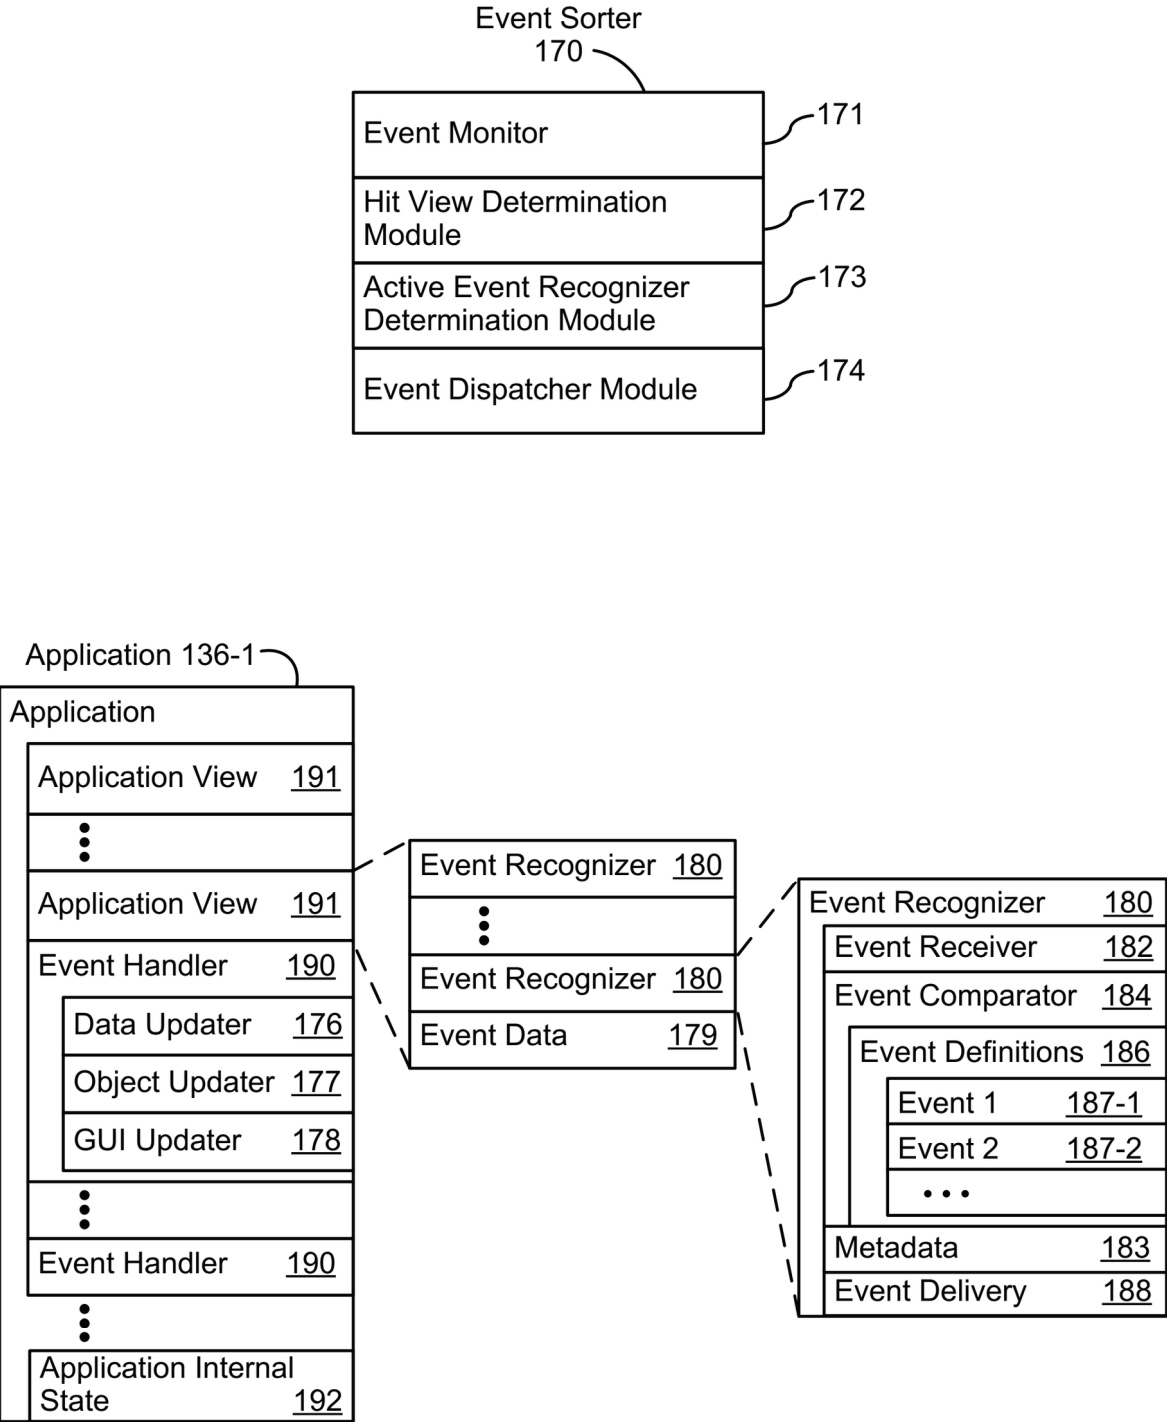 Event Sorter
170
Event Monitor
171
Hit View Determination
Module
172
Active Event Recognizer
Determination Module
173
Event Dispatcher Module
174
Application 136-1
Application
Application View 191
Application View 191
Event Handler 190
Data Updater 176
Object Updater 177
GUI Updater 178
Event Handler 190
Application Internal
State 192
Event Recognizer 180
Event Recognizer 180
Event Data 179
Event Recognizer 180
Event Receiver 182
Event Comparator 184
Event Definitions 186
Event 1 187-1
Event 2 187-2
Metadata 183
Event Delivery 188